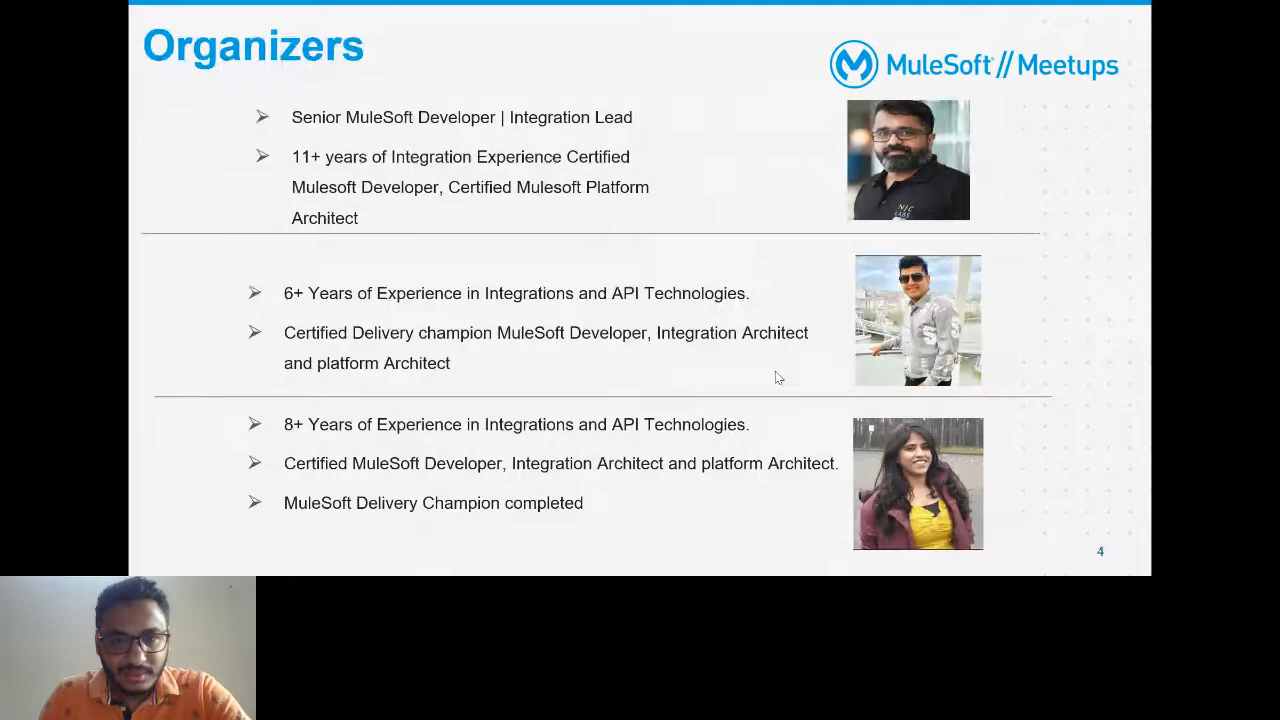 Organizers
MuleSoft // Meetups
Senior MuleSoft Developer | Integration Lead
11+ years of Integration Experience Certified
Mulesoft Developer, Certified Mulesoft Platform
Architect
NJC
LABS
6+ Years of Experience in Integrations and API Technologies.
Certified Delivery champion MuleSoft Developer, Integration Architect
and platform Architect
8+ Years of Experience in Integrations and API Technologies.
Certified MuleSoft Developer, Integration Architect and platform Architect.
MuleSoft Delivery Champion completed
4